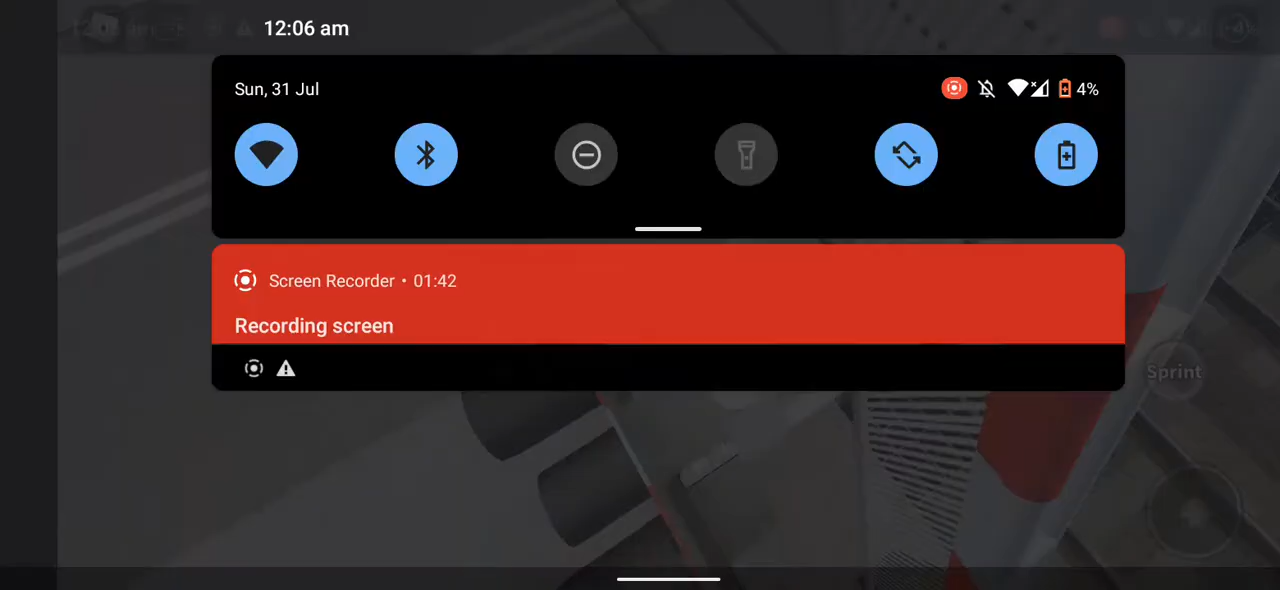 12:06 am
Sun, 31 Jul
4%
Screen Recorder • 01:42
Recording screen
Sprint